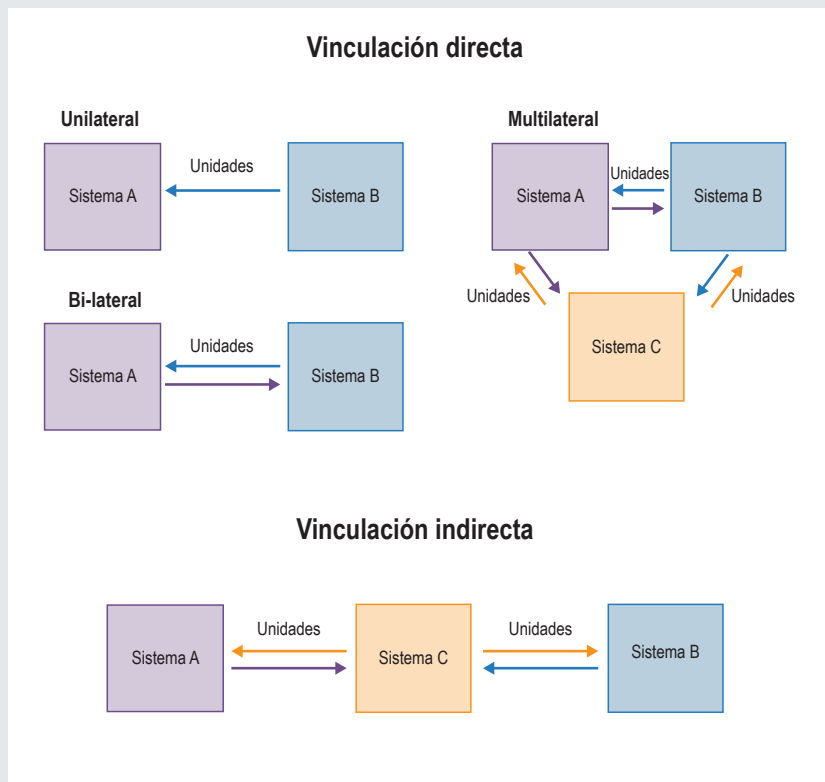 Vinculación directa
Unilateral
Sistema A
Unidades
Sistema B
Bi-lateral
Sistema A
Unidades
Sistema B
Multilateral
Sistema A
Unidades
Sistema B
Unidades
Unidades
Sistema C
Vinculación indirecta
Sistema A
Unidades
Sistema C
Unidades
Sistema B